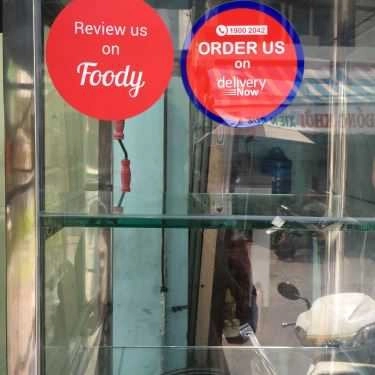 Review us
on
Foody
1900 2042
ORDER US
on
delivery
Now